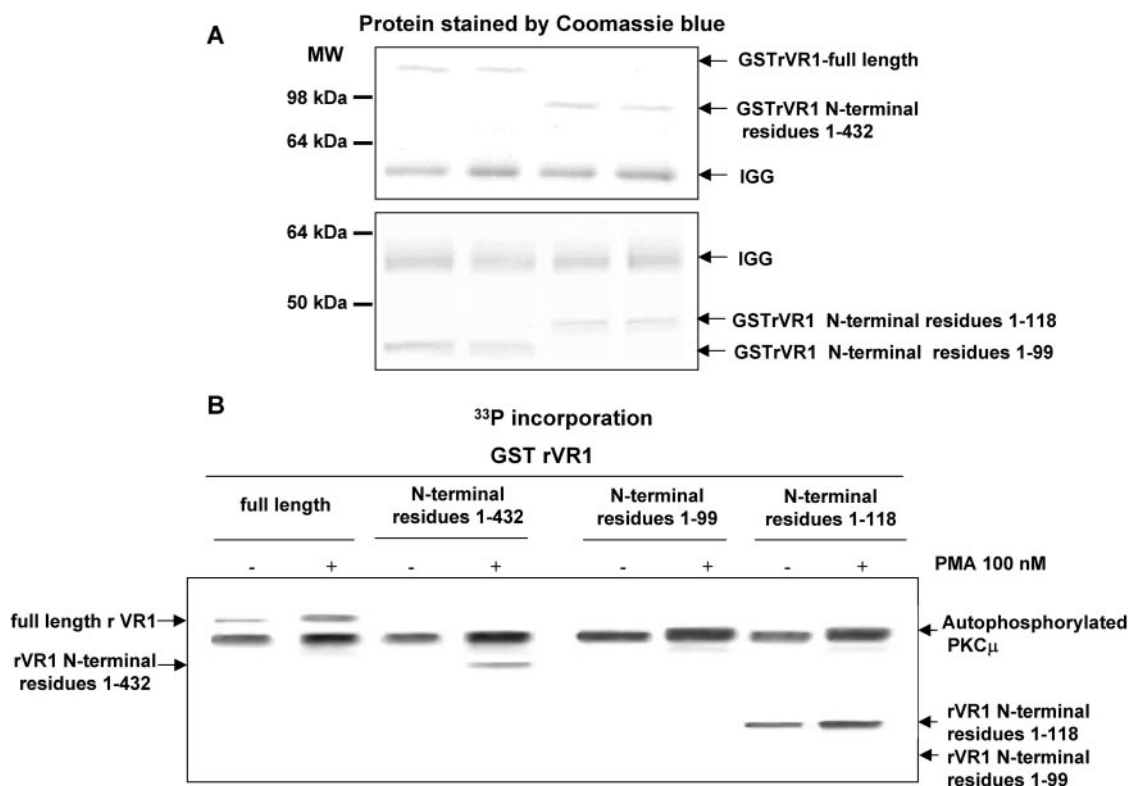 A
Protein stained by Coomassie blue
MW
98 kDa
64 kDa
GSTrVR1-full length
GSTrVR1 N-terminal
residues 1-432
IGG
64 kDa
50 kDa
IGG
GSTrVR1 N-terminal residues 1-118
GSTrVR1 N-terminal residues 1-99
B
33P incorporation
GST rVR1
full length
N-terminal
residues 1-432
N-terminal
residues 1-99
N-terminal
residues 1-118
- + - + - + - + PMA 100 nM
full length r VR1
rVR1 N-terminal
residues 1-432
Autophosphorylated
PKCμ
rVR1 N-terminal
residues 1-118
rVR1 N-terminal
residues 1-99